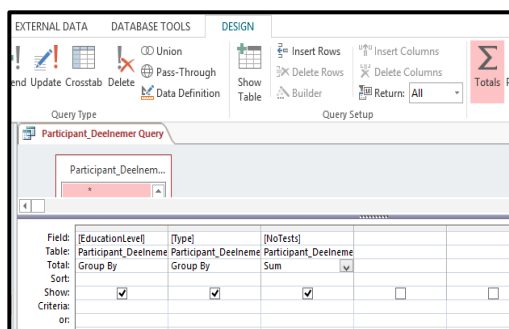 EXTERNAL DATA DATABASE TOOLS DESIGN
Union Insert Rows Insert Columns
Pass-Through Delete Rows Delete Columns
end Update Crosstab Delete Data Definition Show Table Builder Return: All Totals
Query Type Query Setup
Participant_Deelnemer Query
Participant_Deelnem...
*
Field: [EducationLevel] [Type] [NoTests]
Table: Participant_Deelneme Participant_Deelneme Participant_Deelneme
Total: Group By Group By Sum
Sort:
Show:
Criteria:
or: